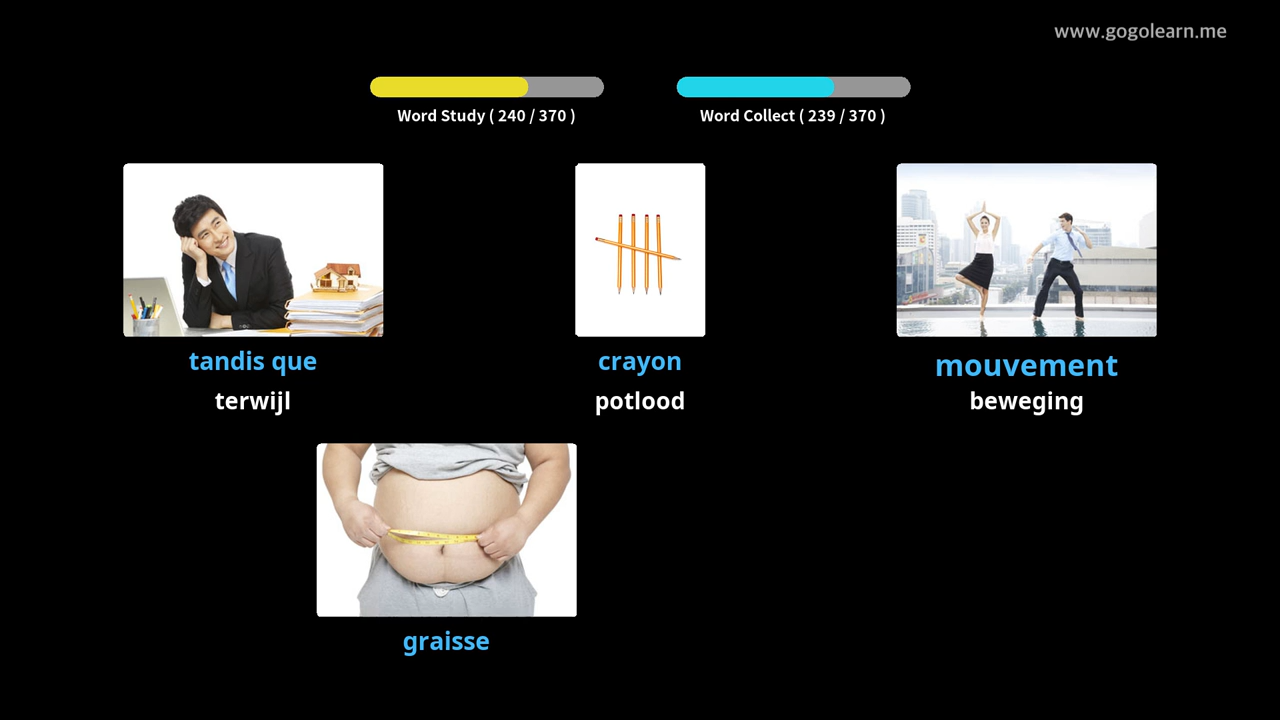 www.gogolearn.me
Word Study ( 240 / 370 )
Word Collect ( 239 / 370 )
tandis que
crayon
mouvement
terwijl
potlood
beweging
graisse